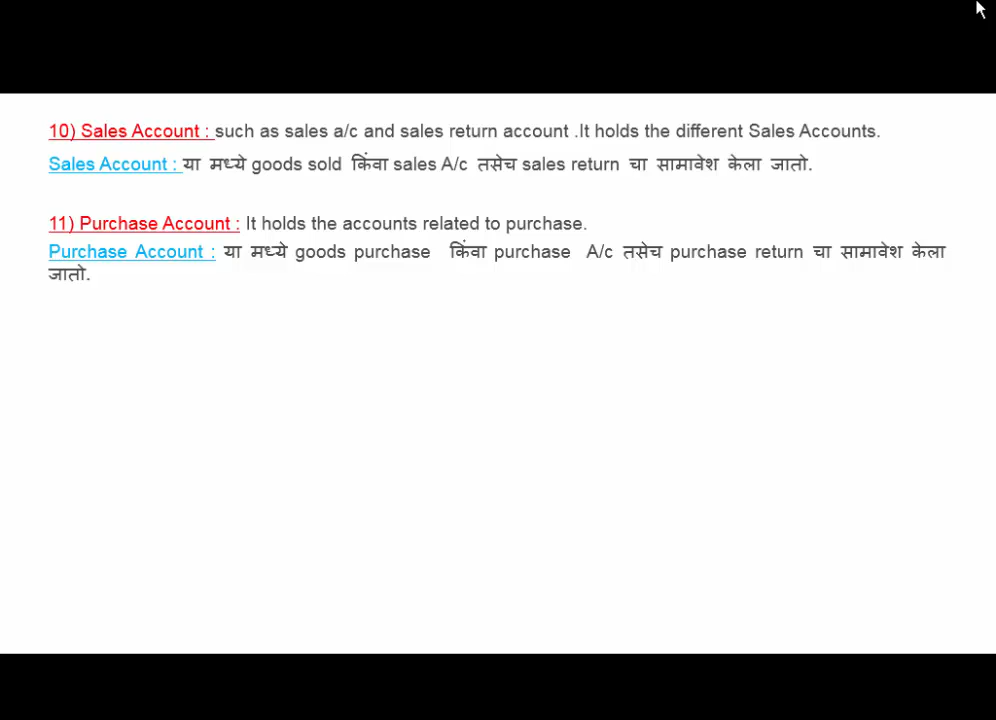 10) Sales Account : such as sales a/c and sales return account .It holds the different Sales Accounts.
Sales Account : या मध्ये goods sold किंवा sales A/c तसेच sales return चा सामावेश केला जातो.
11) Purchase Account : It holds the accounts related to purchase.
Purchase Account : या मध्ये goods purchase किंवा purchase A/c तसेच purchase return चा सामावेश केला
जातो.